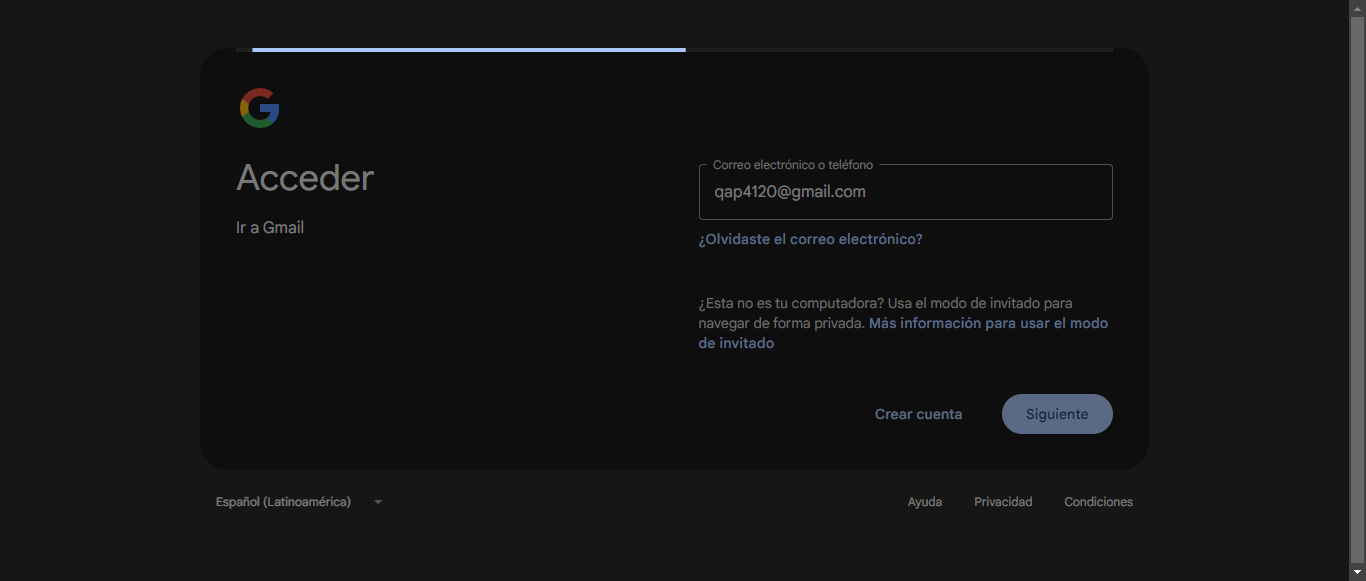 Acceder
Ir a Gmail
Correo electrónico o teléfono
qap4120@gmail.com
¿Olvidaste el correo electrónico?
¿Esta no es tu computadora? Usa el modo de invitado para
navegar de forma privada. Más información para usar el modo
de invitado
Crear cuenta
Siguiente
Español (Latinoamérica)
Ayuda
Privacidad
Condiciones